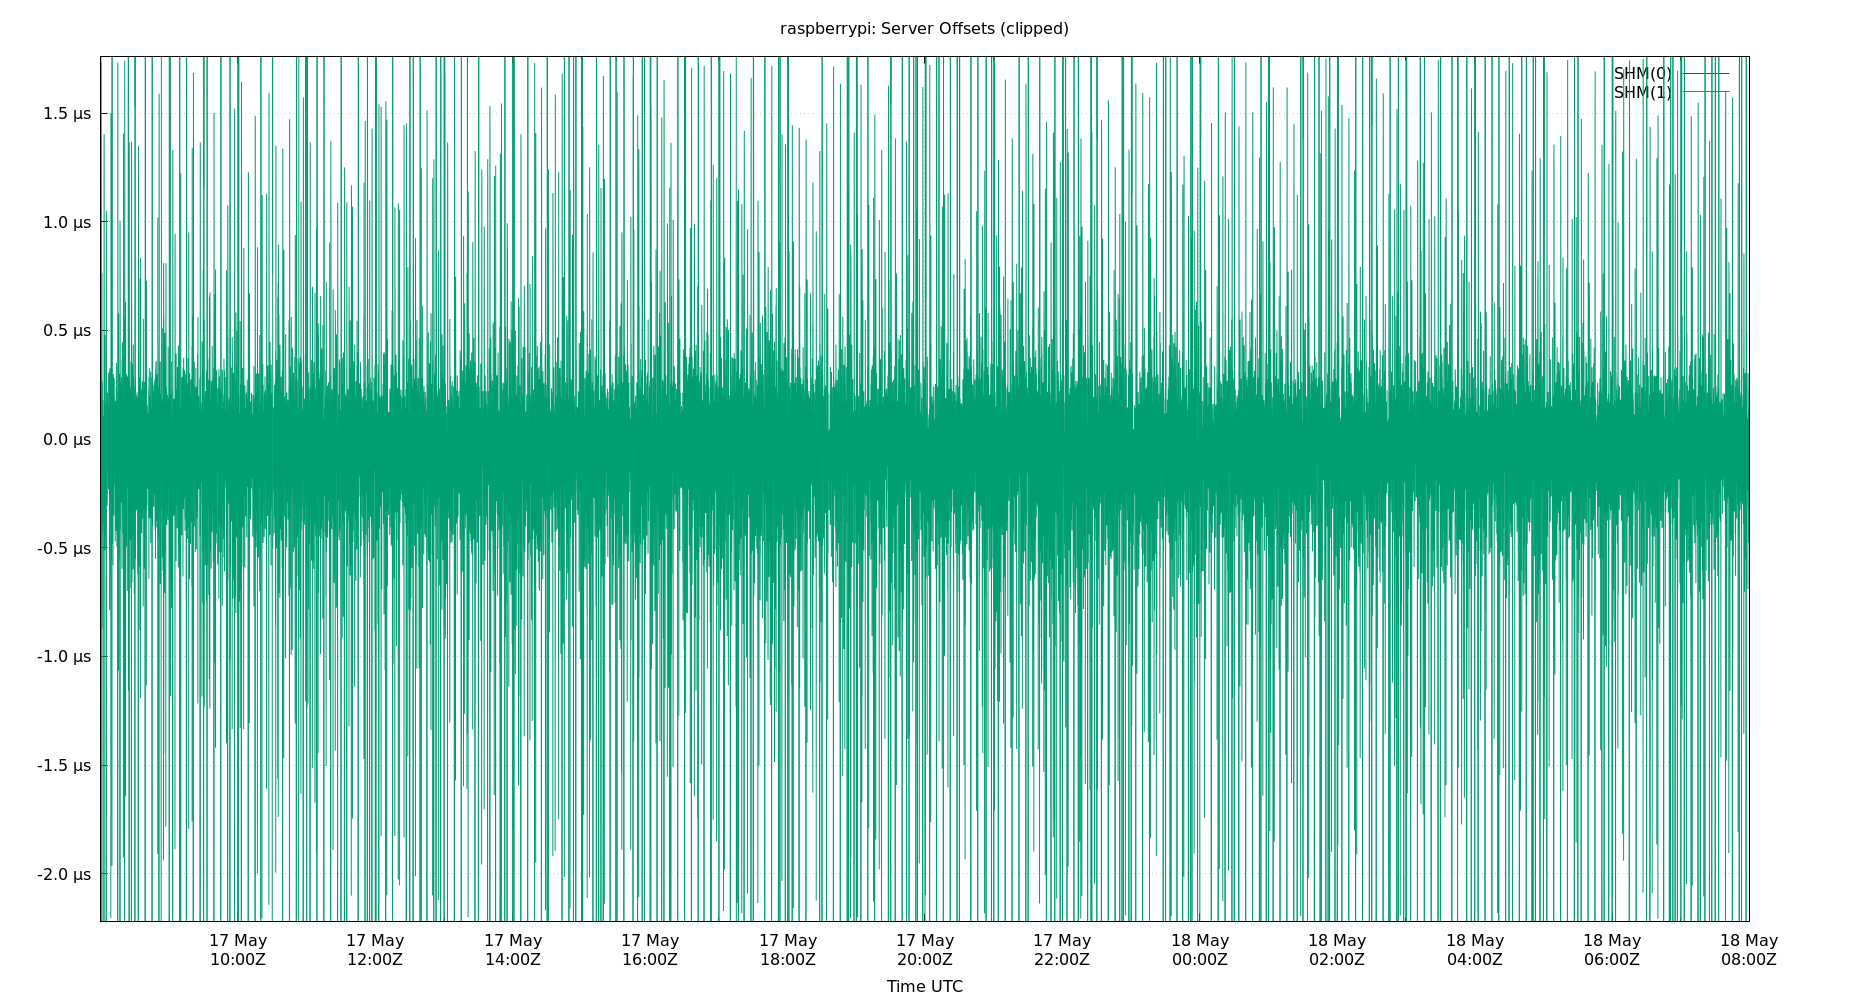 raspberrypi: Server Offsets (clipped)
SHM(0)
SHM(1)
1.5 µs
1.0 µs
0.5 µs
0.0 µs
-0.5 µs
-1.0 µs
-1.5 µs
-2.0 µs
17 May 17 May 17 May 17 May 17 May 17 May 17 May 18 May 18 May 18 May 18 May 18 May
10:00Z 12:00Z 14:00Z 16:00Z 18:00Z 20:00Z 22:00Z 00:00Z 02:00Z 04:00Z 06:00Z 08:00Z
Time UTC